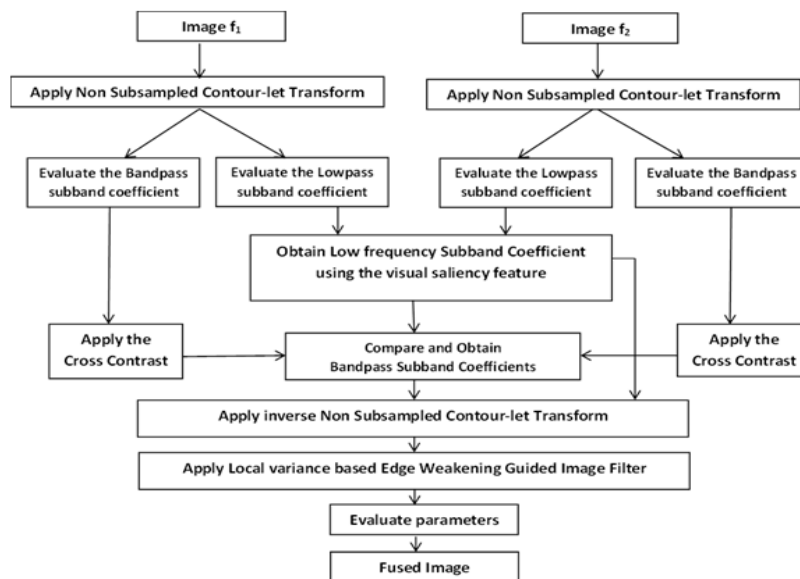 Image f₁
Image f₂
Apply Non Subsampled Contour-let Transform
Apply Non Subsampled Contour-let Transform
Evaluate the Bandpass
subband coefficient
Evaluate the Lowpass
subband coefficient
Evaluate the Lowpass
subband coefficient
Evaluate the Bandpass
subband coefficient
Obtain Low frequency Subband Coefficient
using the visual saliency feature
Apply the
Cross Contrast
Compare and Obtain
Bandpass Subband Coefficients
Apply the
Cross Contrast
Apply inverse Non Subsampled Contour-let Transform
Apply Local variance based Edge Weakening Guided Image Filter
Evaluate parameters
Fused Image